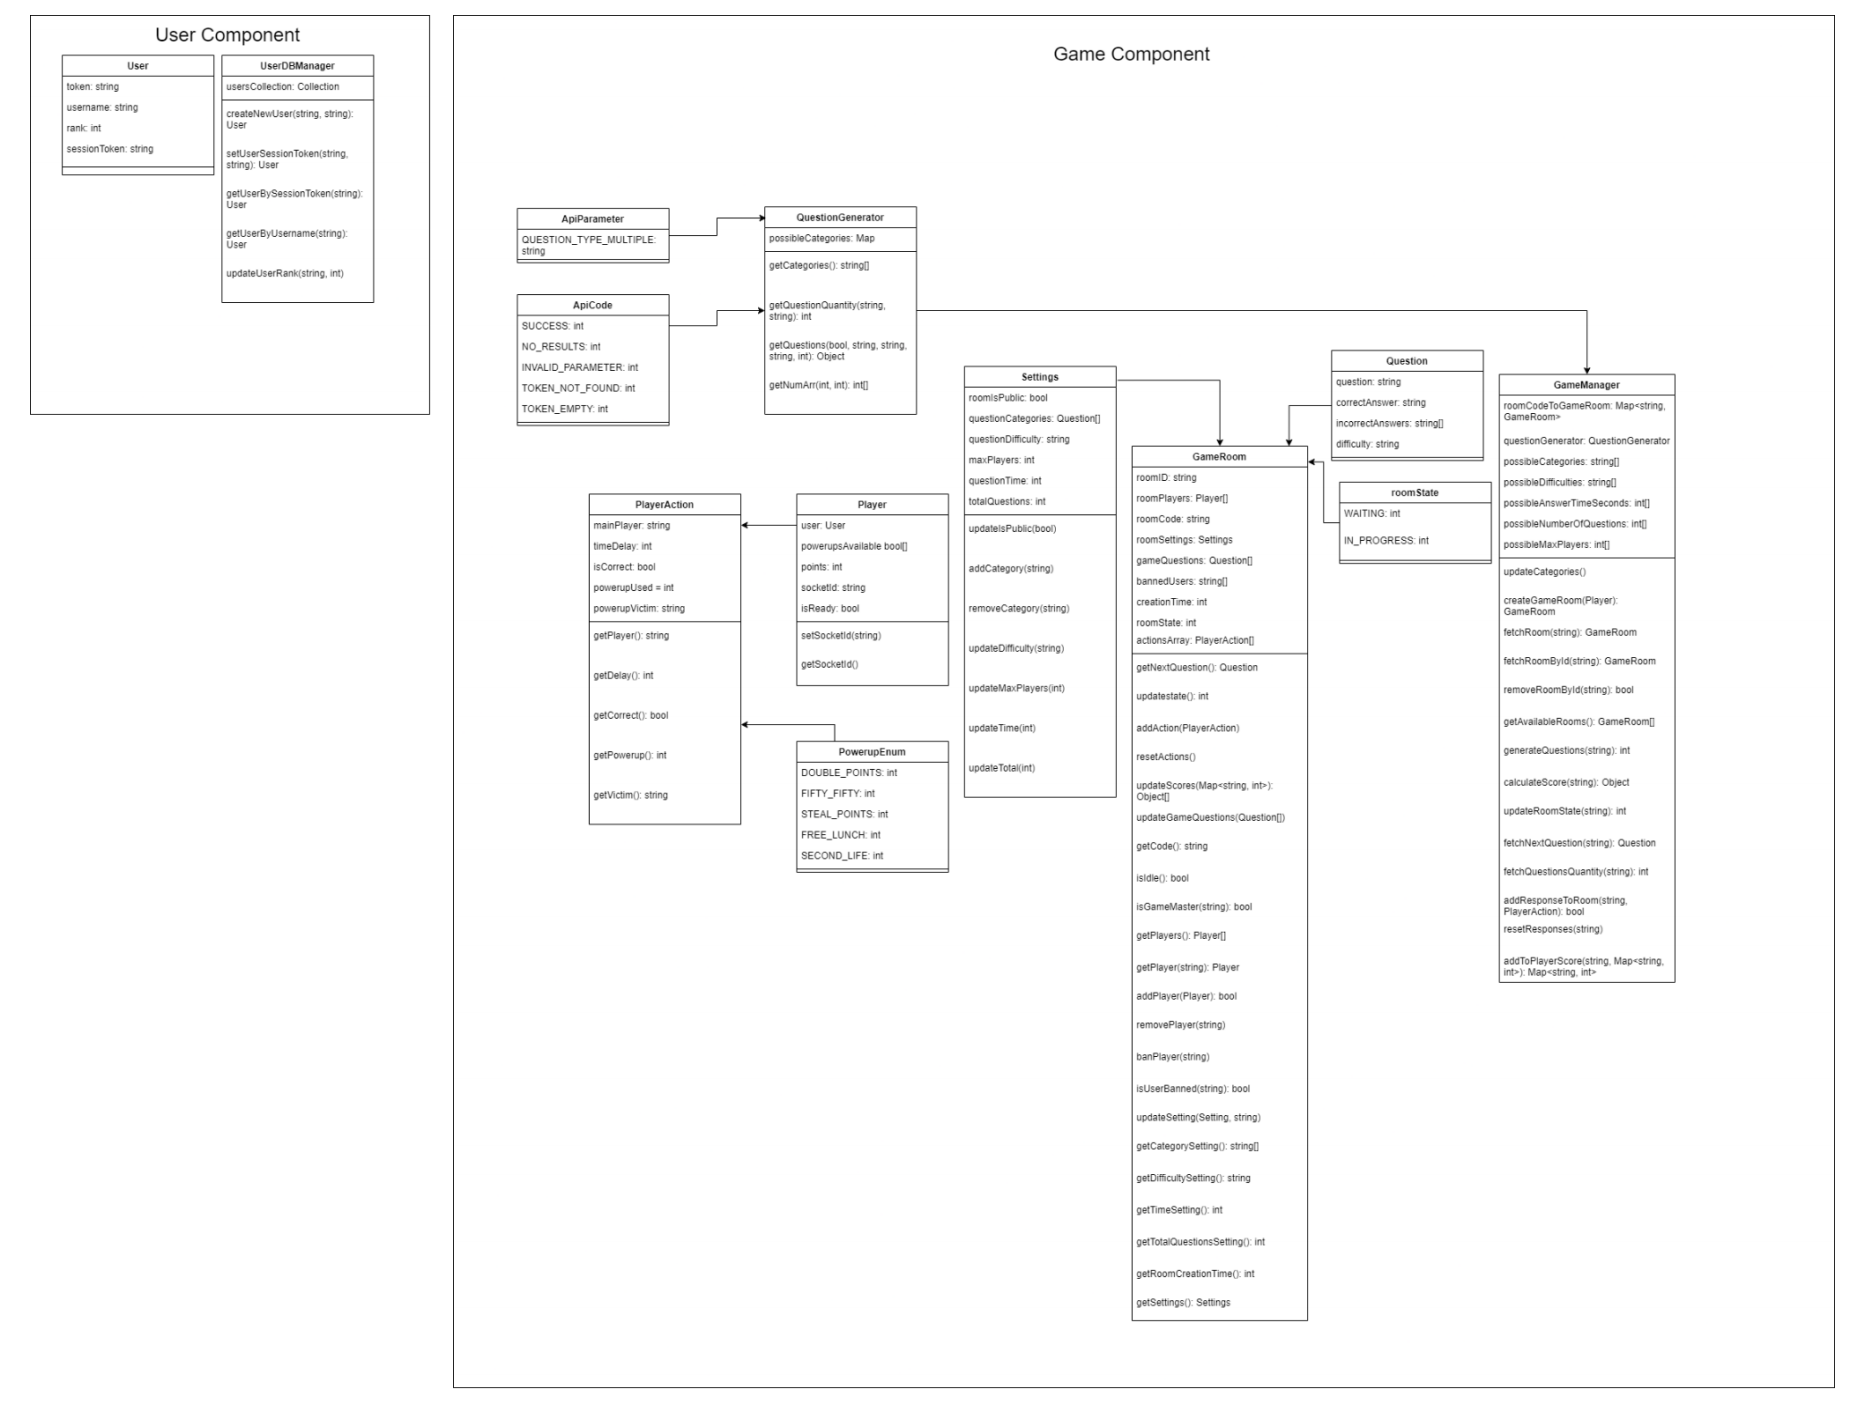 User Component
User
token: string
username: string
rank: int
sessionToken: string
UserDBManager
usersCollection: Collection
createNewUser(string, string):
User
setUserSessionToken(string,
string): User
getUserBySessionToken(string):
User
getUserByUsername(string):
User
updateUserRank(string, int)
Game Component
ApiParameter
QUESTION_TYPE_MULTIPLE:
string
ApiCode
SUCCESS: int
NO_RESULTS: int
INVALID_PARAMETER: int
TOKEN_NOT_FOUND: int
TOKEN_EMPTY: int
QuestionGenerator
possibleCategories: Map
getCategories(): string[]
getQuestionQuantity(string,
string): int
getQuestions(bool, string, string,
string, int): Object
getNumArr(int, int): int[]
PlayerAction
mainPlayer: string
timeDelay: int
isCorrect: bool
powerupUsed = int
powerupVictim: string
getPlayer(): string
getDelay(): int
getCorrect(): bool
getPowerup(): int
getVictim(): string
Player
user: User
powerupsAvailable bool[]
points: int
socketId: string
isReady: bool
setSocketId(string)
getSocketId()
PowerupEnum
DOUBLE_POINTS: int
FIFTY_FIFTY: int
STEAL_POINTS: int
FREE_LUNCH: int
SECOND_LIFE: int
Settings
roomIsPublic: bool
questionCategories: Question[]
questionDifficulty: string
maxPlayers: int
questionTime: int
totalQuestions: int
updateIsPublic(bool)
addCategory(string)
removeCategory(string)
updateDifficulty(string)
updateMaxPlayers(int)
updateTime(int)
updateTotal(int)
GameRoom
roomID: string
roomPlayers: Player[]
roomCode: string
roomSettings: Settings
gameQuestions: Question[]
bannedUsers: string[]
creationTime: int
roomState: int
actionsArray: PlayerAction[]
getNextQuestion(): Question
updatestate(): int
addAction(PlayerAction)
resetActions()
updateScores(Map<string, int>):
Object[]
updateGameQuestions(Question[])
getCode(): string
isIdle(): bool
isGameMaster(string): bool
getPlayers(): Player[]
getPlayer(string): Player
addPlayer(Player): bool
removePlayer(string)
banPlayer(string)
isUserBanned(string): bool
updateSetting(Setting, string)
getCategorySetting(): string[]
getDifficultySetting(): string
getTimeSetting(): int
getTotalQuestionsSetting(): int
getRoomCreationTime(): int
getSettings(): Settings
Question
question: string
correctAnswer: string
incorrectAnswers: string[]
difficulty: string
roomState
WAITING: int
IN_PROGRESS: int
GameManager
roomCodeToGameRoom: Map<string,
GameRoom>
questionGenerator: QuestionGenerator
possibleCategories: string[]
possibleDifficulties: string[]
possibleAnswerTimeSeconds: int[]
possibleNumberOfQuestions: int[]
possibleMaxPlayers: int[]
updateCategories()
createGameRoom(Player):
GameRoom
fetchRoom(string): GameRoom
fetchRoomById(string): GameRoom
removeRoomById(string): bool
getAvailableRooms(): GameRoom[]
generateQuestions(string): int
calculateScore(string): Object
updateRoomState(string): int
fetchNextQuestion(string): Question
fetchQuestionsQuantity(string): int
addResponseToRoom(string,
PlayerAction): bool
resetResponses(string)
addToPlayerScore(string, Map<string,
int>): Map<string, int>